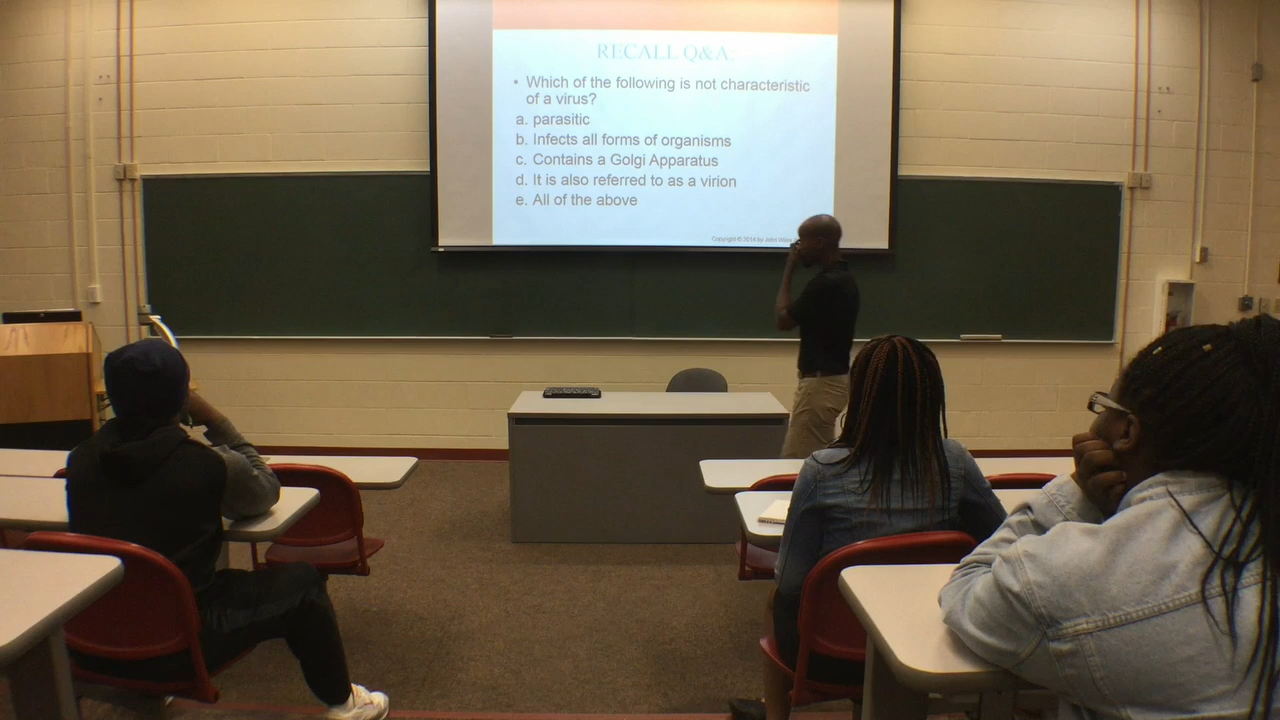 RECALL Q&A:
• Which of the following is not characteristic
of a virus?
a. parasitic
b. Infects all forms of organisms
c. Contains a Golgi Apparatus
d. It is also referred to as a virion
e. All of the above
Copyright © 2014 by John